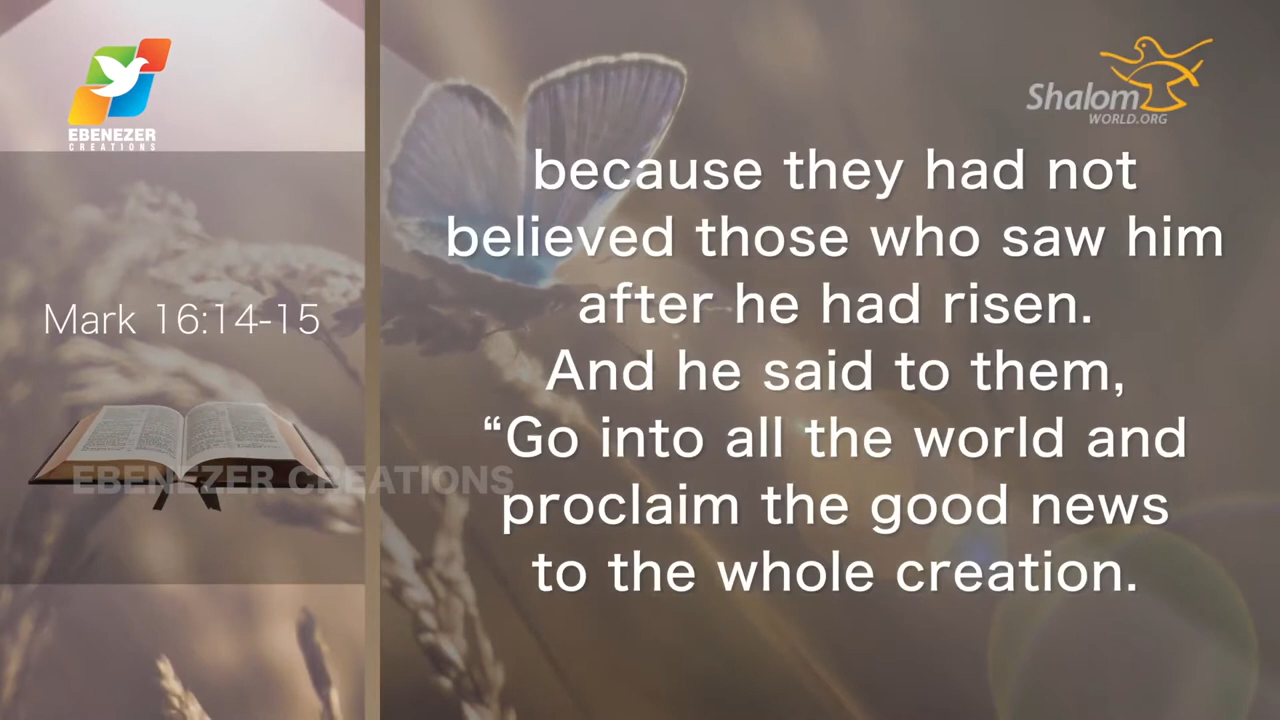 EBENEZER
CREATIONS
Shalom
WORLD.ORG
Mark 16:14-15
because they had not
believed those who saw him
after he had risen.
And he said to them,
“Go into all the world and
proclaim the good news
to the whole creation.
EBENEZER CREATIONS